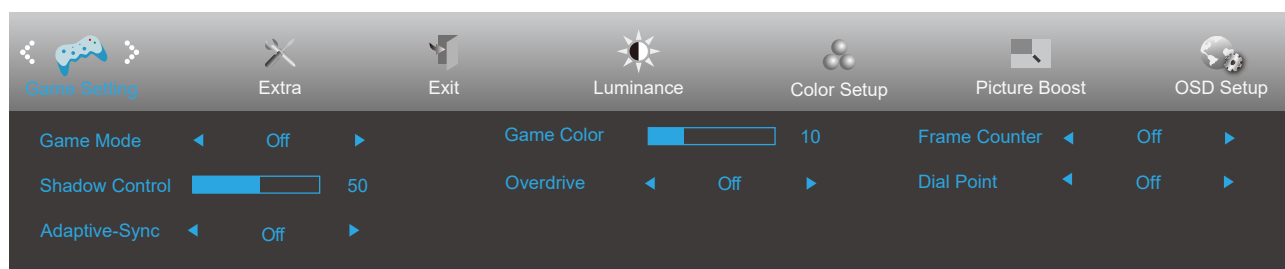 Game Setting Extra Exit Luminance Color Setup Picture Boost OSD Setup
Game Mode Off Game Color 10 Frame Counter Off
Shadow Control 50 Overdrive Off Dial Point Off
Adaptive-Sync Off